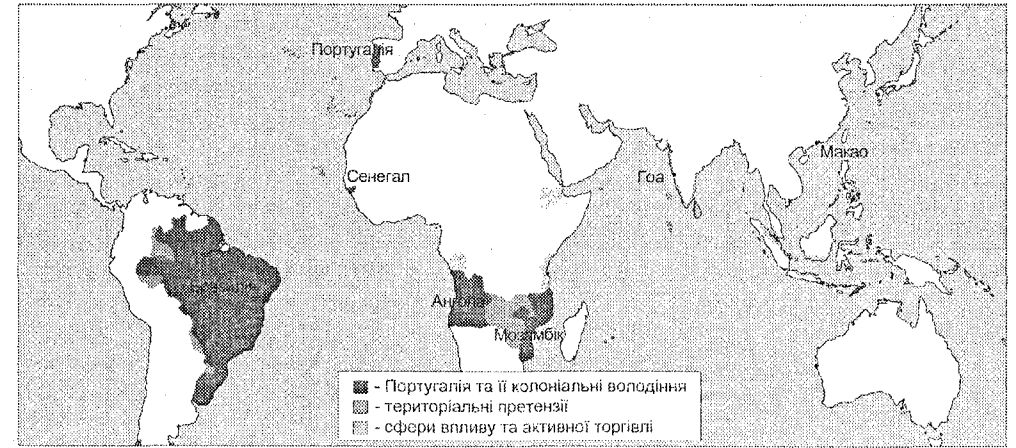 Португалія
Макао
Сенегал
Гоа
Ангола
Мозамбік
- Португалія та її колоніальні володіння
- територіальні претензії
- сфери впливу та активної торгівлі